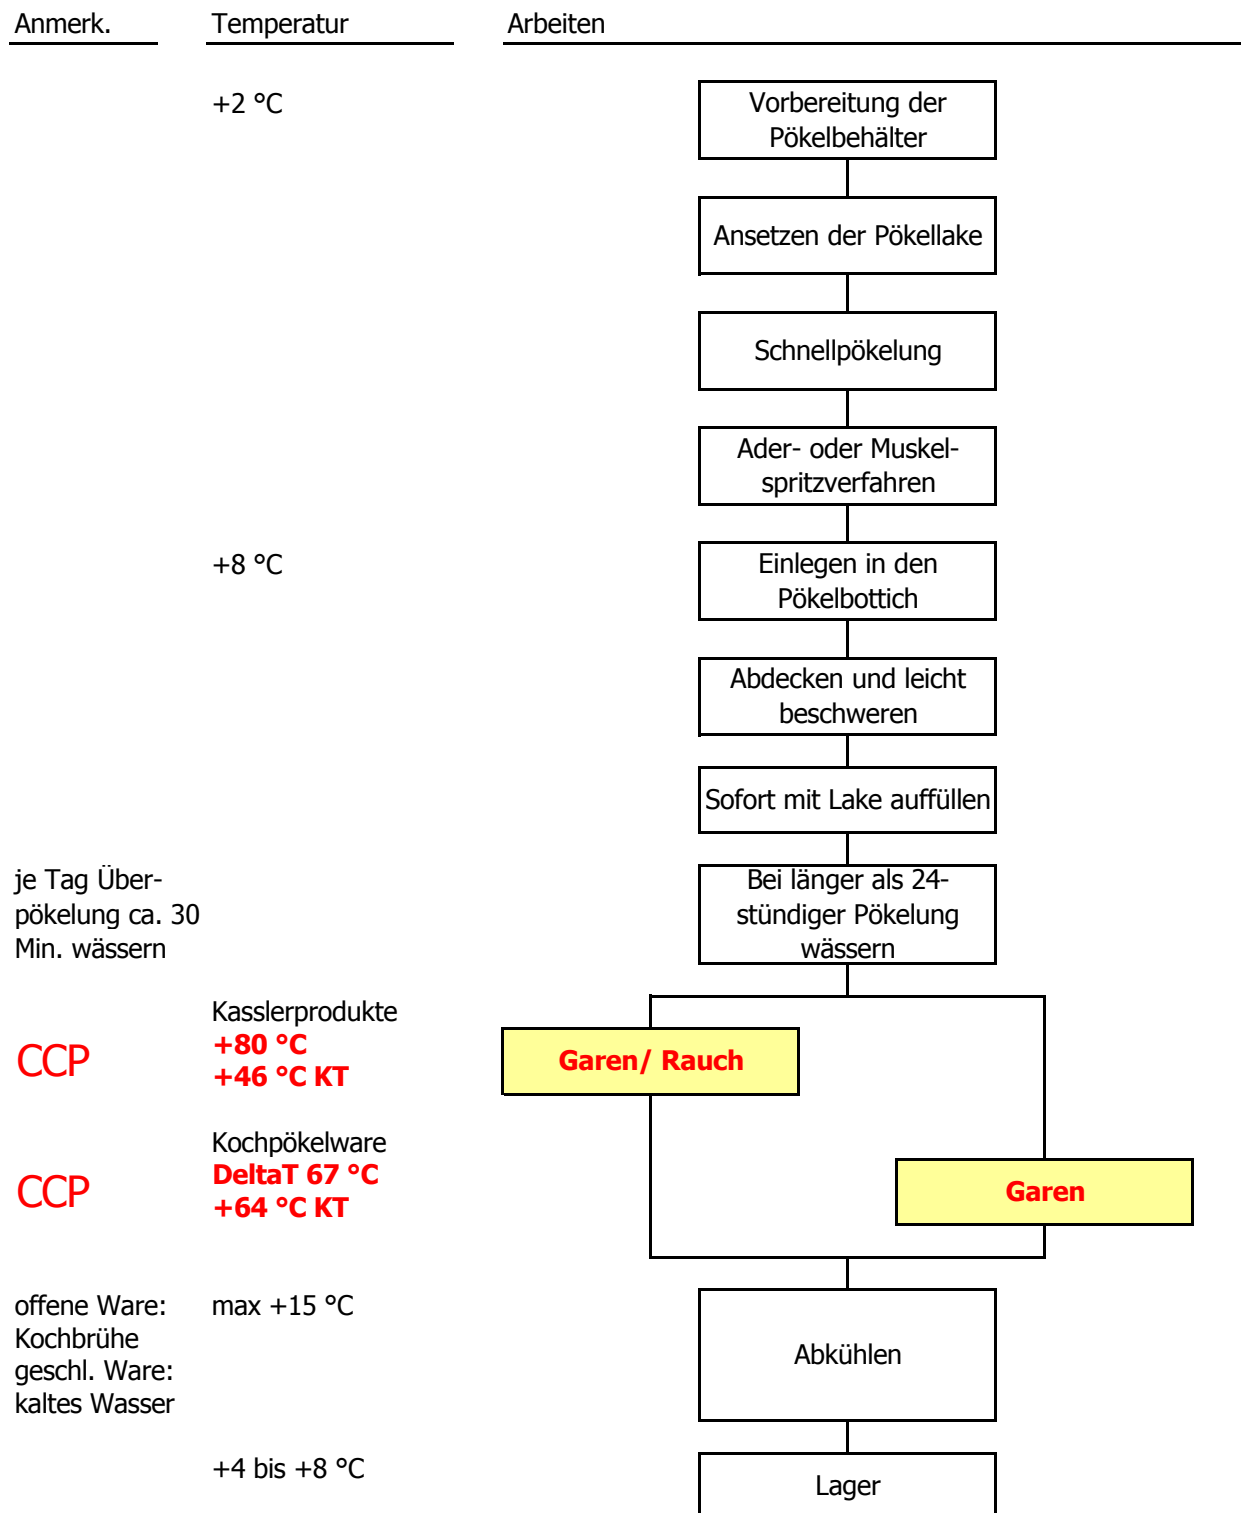 Anmerk. Temperatur Arbeiten
+2 °C
Vorbereitung der
Pökelbehälter
Ansetzen der Pökellake
Schnellpökelung
Ader- oder Muskel-
spritzverfahren
+8 °C
Einlegen in den
Pökelbottich
Abdecken und leicht
beschweren
Sofort mit Lake auffüllen
je Tag Über-
pökelung ca. 30
Min. wässern
Bei länger als 24-
stündiger Pökelung
wässern
CCP
Kasslerprodukte
+80 °C
+46 °C KT
Garen/ Rauch
CCP
Kochpökelware
DeltaT 67 °C
+64 °C KT
Garen
offene Ware:
Kochbrühe
geschl. Ware:
kaltes Wasser
max +15 °C
Abkühlen
+4 bis +8 °C
Lager